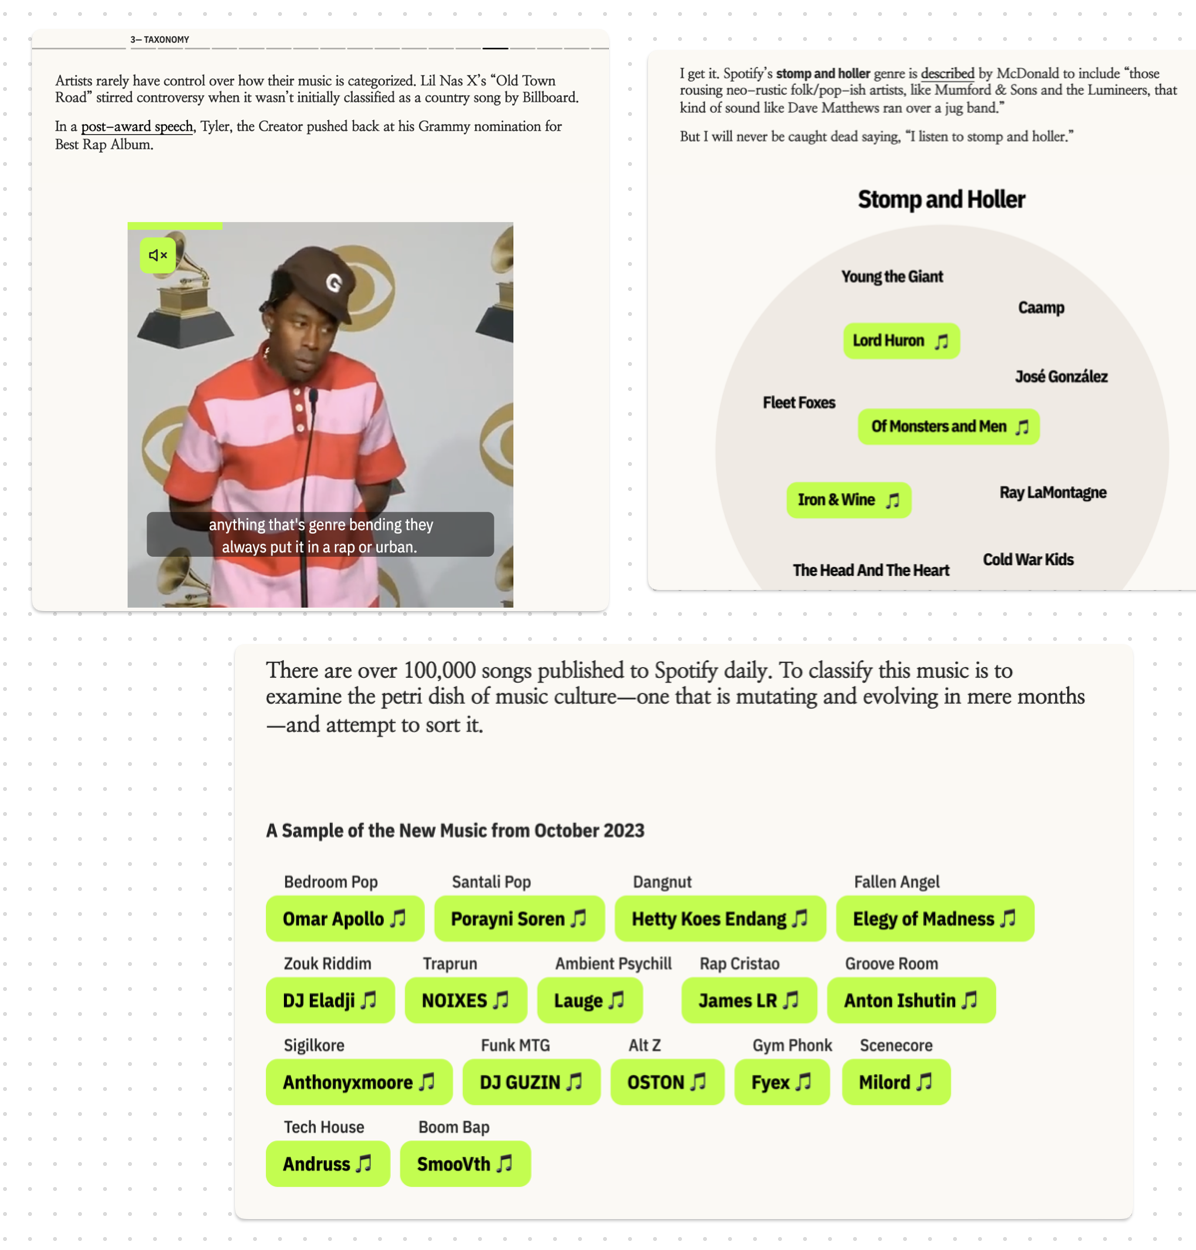 3— TAXONOMY
Artists rarely have control over how their music is categorized. Lil Nas X’s “Old Town
Road” stirred controversy when it wasn’t initially classified as a country song by Billboard.
In a post–award speech, Tyler, the Creator pushed back at his Grammy nomination for
Best Rap Album.
G
anything that's genre bending they
always put it in a rap or urban.
I get it. Spotify’s stomp and holler genre is described by McDonald to include “those
rousing neo–rustic folk/pop–ish artists, like Mumford & Sons and the Lumineers, that
kind of sound like Dave Matthews ran over a jug band.”
But I will never be caught dead saying, “I listen to stomp and holler.”
Stomp and Holler
Young the Giant
Caamp
Lord Huron
José González
Fleet Foxes
Of Monsters and Men
Iron & Wine
Ray LaMontagne
Cold War Kids
The Head And The Heart
There are over 100,000 songs published to Spotify daily. To classify this music is to
examine the petri dish of music culture—one that is mutating and evolving in mere months
—and attempt to sort it.
A Sample of the New Music from October 2023
Bedroom Pop Santali Pop Dangnut Fallen Angel
Omar Apollo Porayni Soren Hetty Koes Endang Elegy of Madness
Zouk Riddim Traprun Ambient Psychill Rap Cristao Groove Room
DJ Eladji NOIXES Lauge James LR Anton Ishutin
Sigilkore Funk MTG Alt Z Gym Phonk Scenecore
Anthonyxmoore DJ GUZIN OSTON Fyex Milord
Tech House Boom Bap
Andruss SmooVth